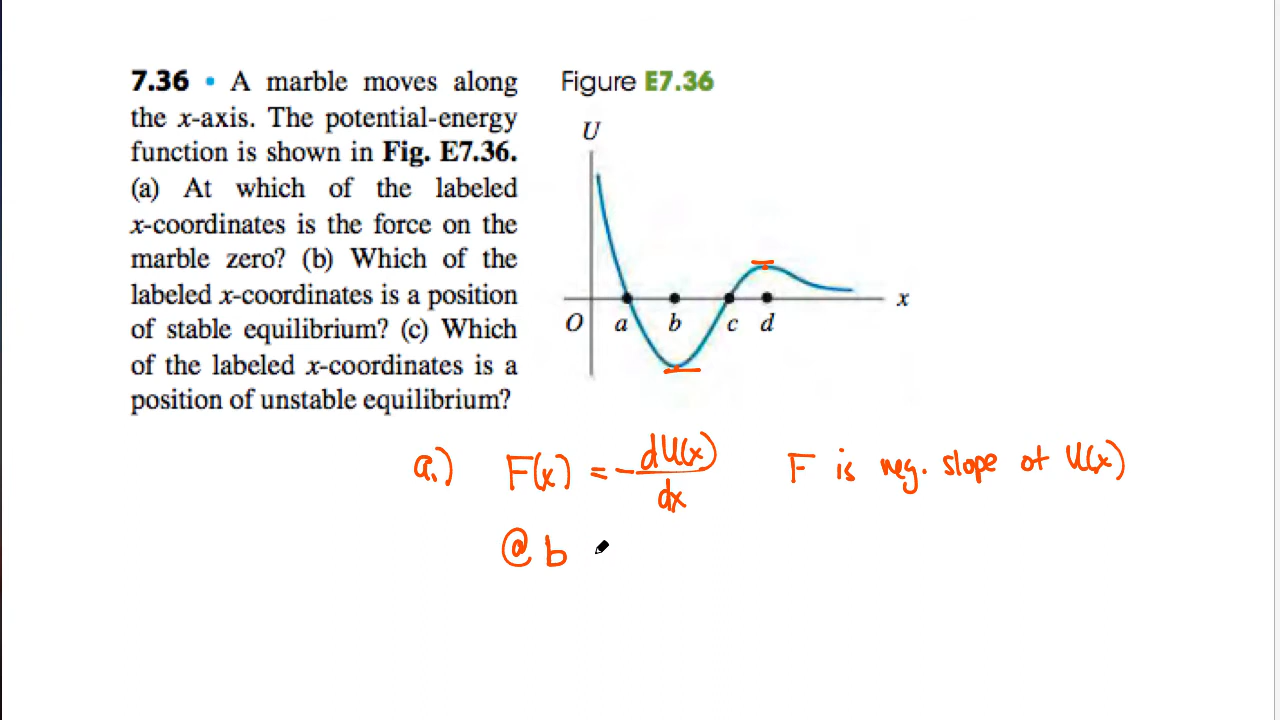 7.36 • A marble moves along
the x-axis. The potential-energy
function is shown in Fig. E7.36.
(a) At which of the labeled
x-coordinates is the force on the
marble zero? (b) Which of the
labeled x-coordinates is a position
of stable equilibrium? (c) Which
of the labeled x-coordinates is a
position of unstable equilibrium?
Figure E7.36
U
O a b c d x
a.) F(x) = - dU(x)/dx F is neg. slope of U(x)
@ b